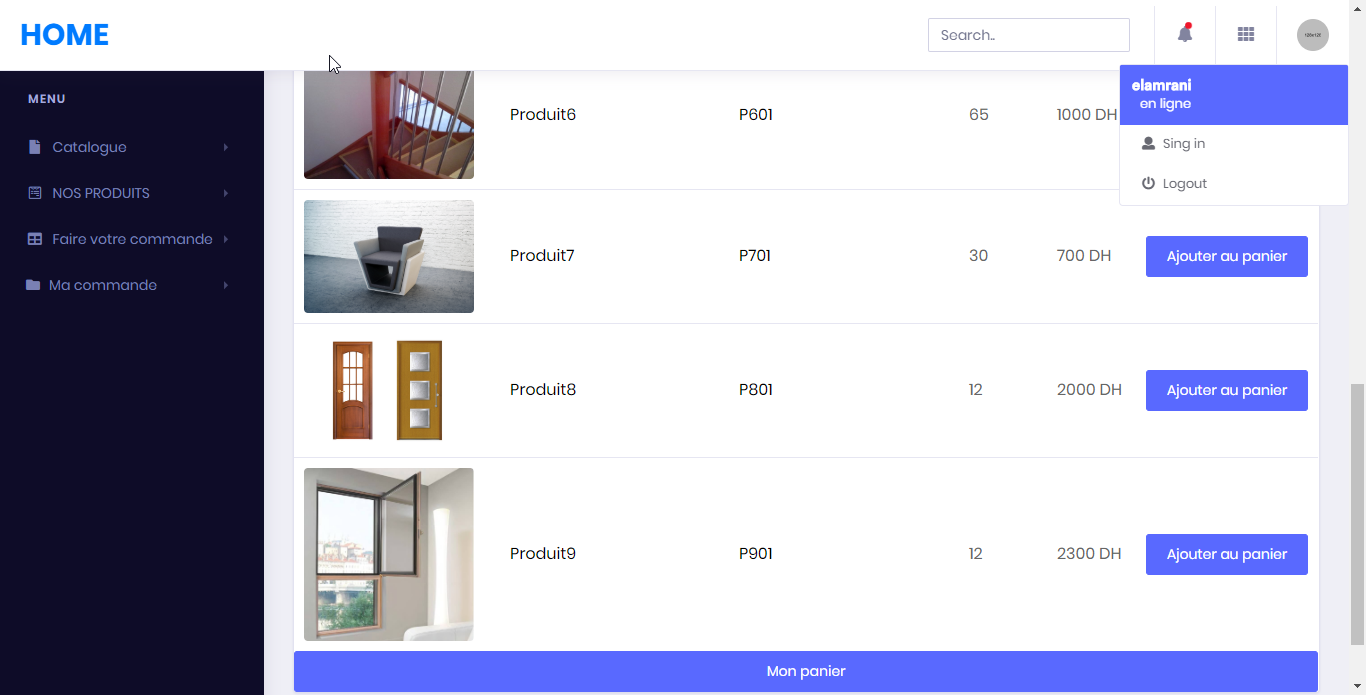 HOME
Search..
elamrani
en ligne
Sing in
Logout
MENU
Catalogue
NOS PRODUITS
Faire votre commande
Ma commande
Produit6 P601 65 1000 DH
Produit7 P701 30 700 DH Ajouter au panier
Produit8 P801 12 2000 DH Ajouter au panier
Produit9 P901 12 2300 DH Ajouter au panier
Mon panier